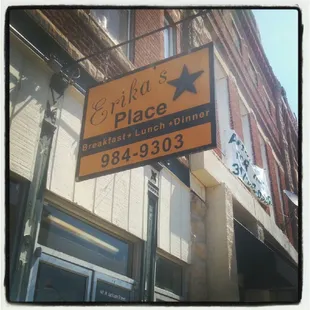 Erika's
Place
Breakfast • Lunch • Dinner
984-9303